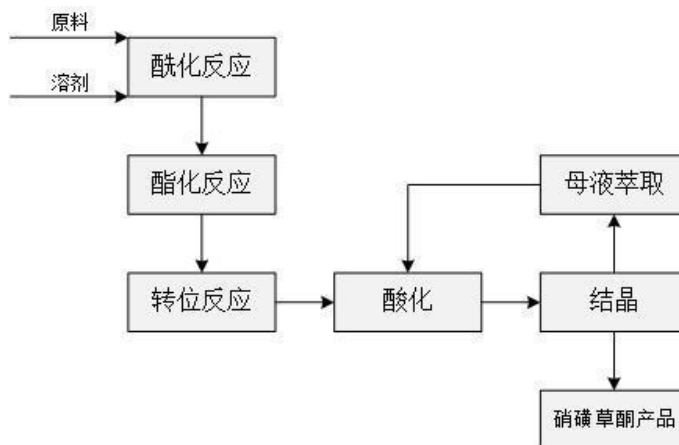 原料
溶剂
酰化反应
酯化反应
转位反应
酸化
母液萃取
结晶
硝磺草酮产品